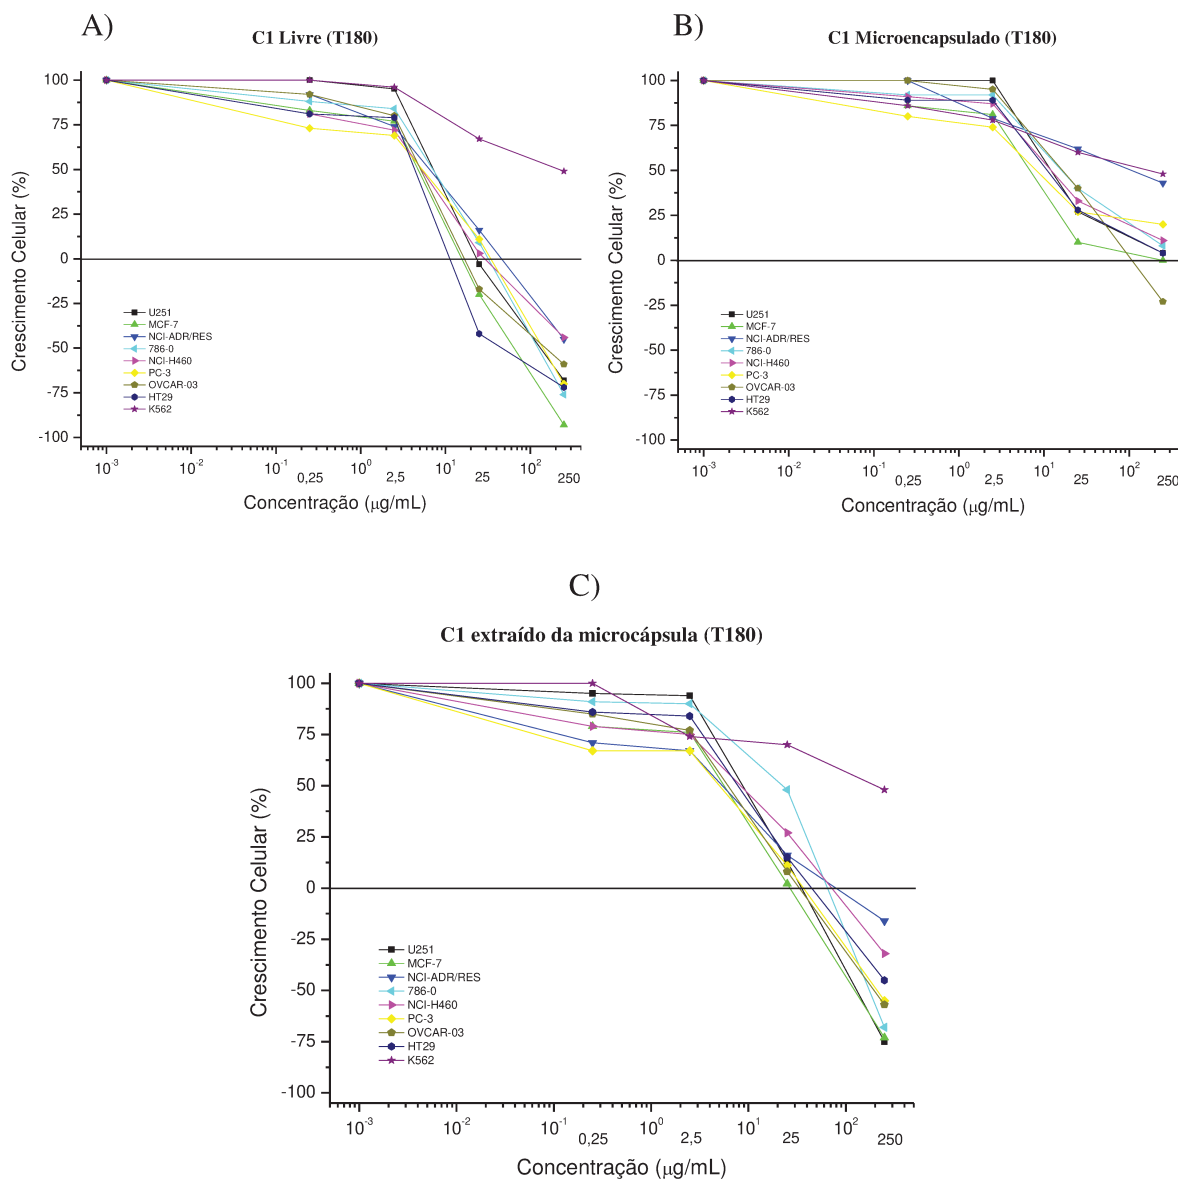 A)
C1 Livre (T180)
Crescimento Celular (%)
100
75
50
25
0
-25
-50
-75
-100
U251
MCF-7
NCI-ADR/RES
786-0
NCI-H460
PC-3
OVCAR-03
HT29
K562
10⁻³ 10⁻² 10⁻¹ 10⁰ 10¹ 10²
0,25 2,5 25 250
Concentração (µg/mL)
B)
C1 Microencapsulado (T180)
Crescimento Celular (%)
100
75
50
25
0
-25
-50
-75
-100
U251
MCF-7
NCI-ADR/RES
786-0
NCI-H460
PC-3
OVCAR-03
HT29
K562
10⁻³ 10⁻² 10⁻¹ 10⁰ 10¹ 10²
0,25 2,5 25 250
Concentração (µg/mL)
C)
C1 extraído da microcápsula (T180)
Crescimento Celular (%)
100
75
50
25
0
-25
-50
-75
-100
U251
MCF-7
NCI-ADR/RES
786-0
NCI-H460
PC-3
OVCAR-03
HT29
K562
10⁻³ 10⁻² 10⁻¹ 10⁰ 10¹ 10²
0,25 2,5 25 250
Concentração (µg/mL)